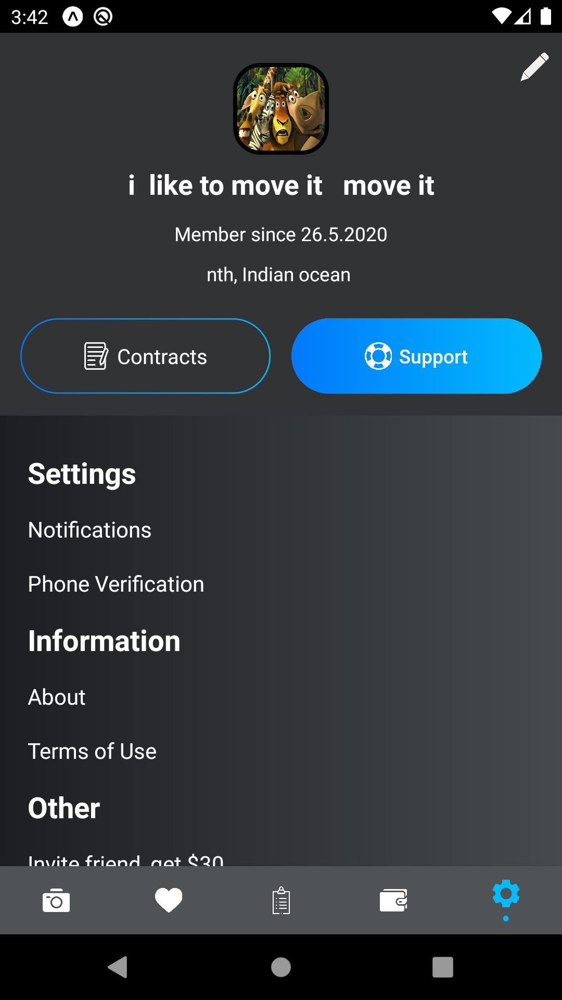 3:42
i  like to move it   move it
Member since 26.5.2020
nth, Indian ocean
Contracts
Support
Settings
Notifications
Phone Verification
Information
About
Terms of Use
Other
Invite friend, get $30